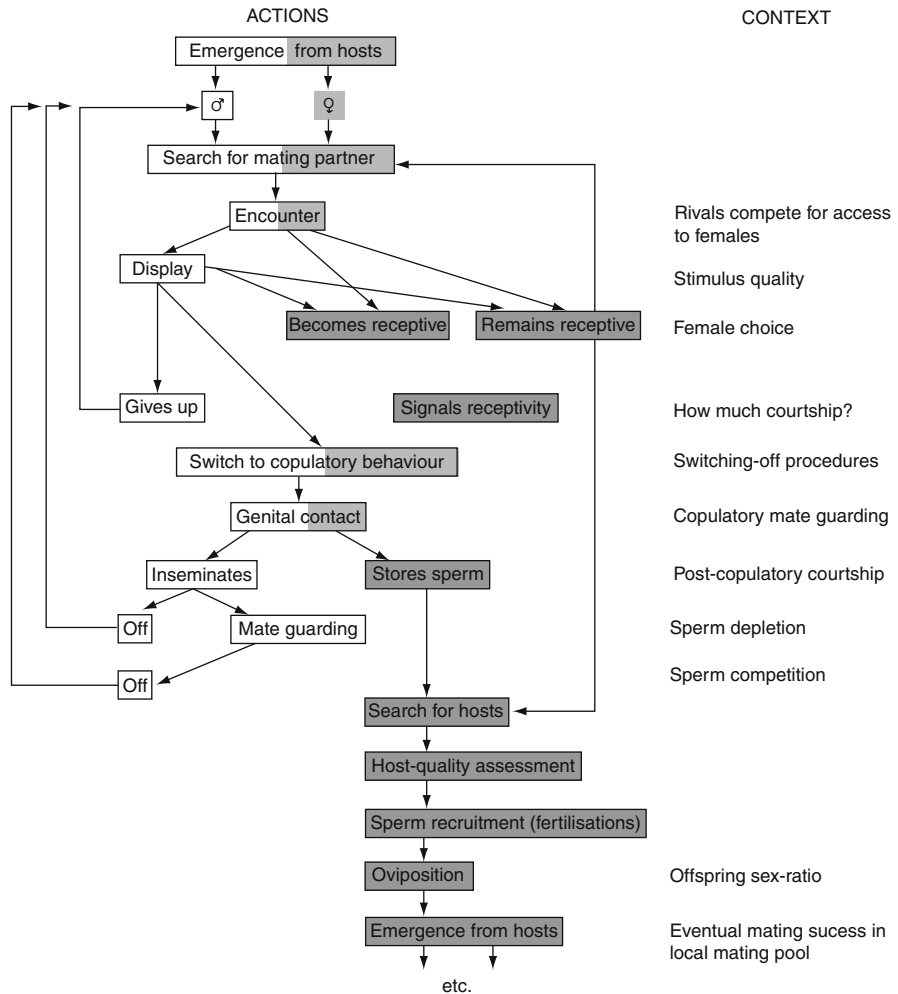 ACTIONS
CONTEXT
Emergence from hosts
♂
♀
Search for mating partner
Encounter
Rivals compete for access
to females
Display
Stimulus quality
Becomes receptive
Remains receptive
Female choice
Gives up
Signals receptivity
How much courtship?
Switch to copulatory behaviour
Switching-off procedures
Genital contact
Copulatory mate guarding
Inseminates
Stores sperm
Post-copulatory courtship
Off
Mate guarding
Sperm depletion
Off
Sperm competition
Search for hosts
Host-quality assessment
Sperm recruitment (fertilisations)
Oviposition
Offspring sex-ratio
Emergence from hosts
Eventual mating sucess in
local mating pool
etc.